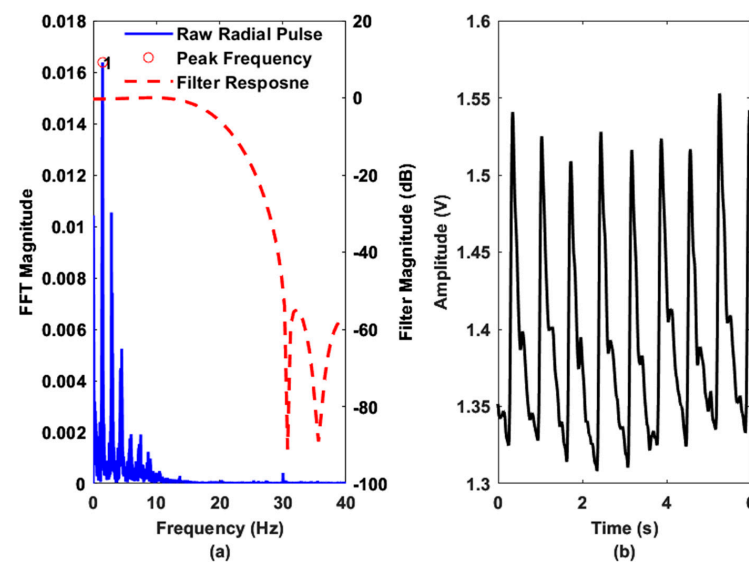 0.018
0.016
0.014
0.012
0.01
0.008
0.006
0.004
0.002
0
FFT Magnitude
Raw Radial Pulse
Peak Frequency
Filter Resposne
1
20
0
-20
-40
-60
-80
-100
Filter Magnitude (dB)
0 10 20 30 40
Frequency (Hz)
(a)
1.6
1.55
1.5
1.45
1.4
1.35
1.3
Amplitude (V)
0 2 4 6
Time (s)
(b)